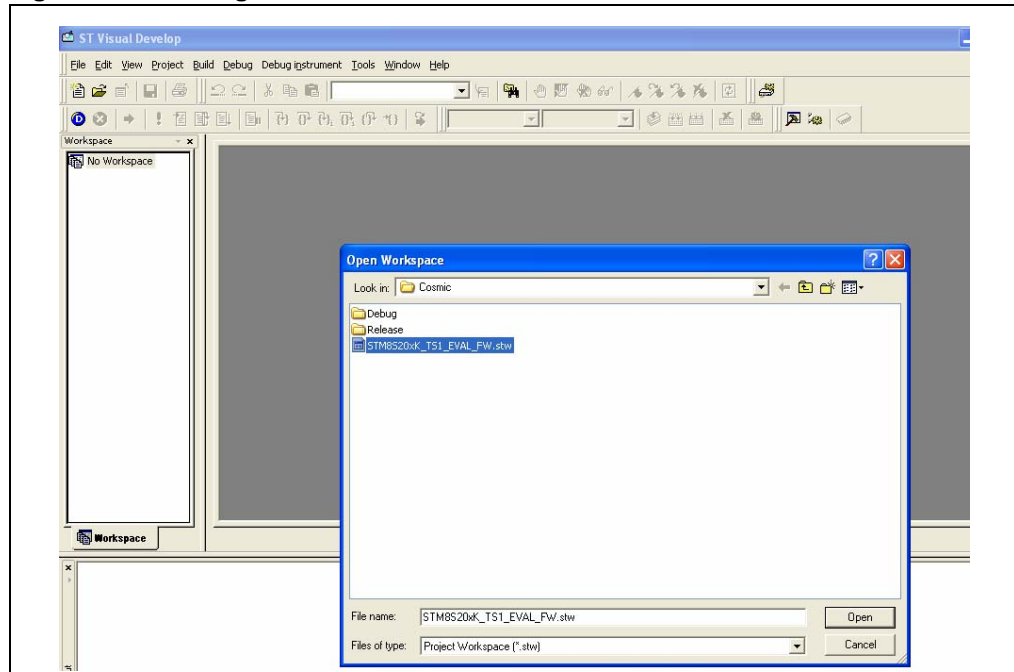 ST Visual Develop
File Edit View Project Build Debug Debug instrument Tools Window Help
Workspace
No Workspace
Open Workspace
Look in: Cosmic
Debug
Release
STM8S20xK_TS1_EVAL_FW.stw
Workspace
File name: STM8S20xK_TS1_EVAL_FW.stw Open
Files of type: Project Workspace (*.stw) Cancel